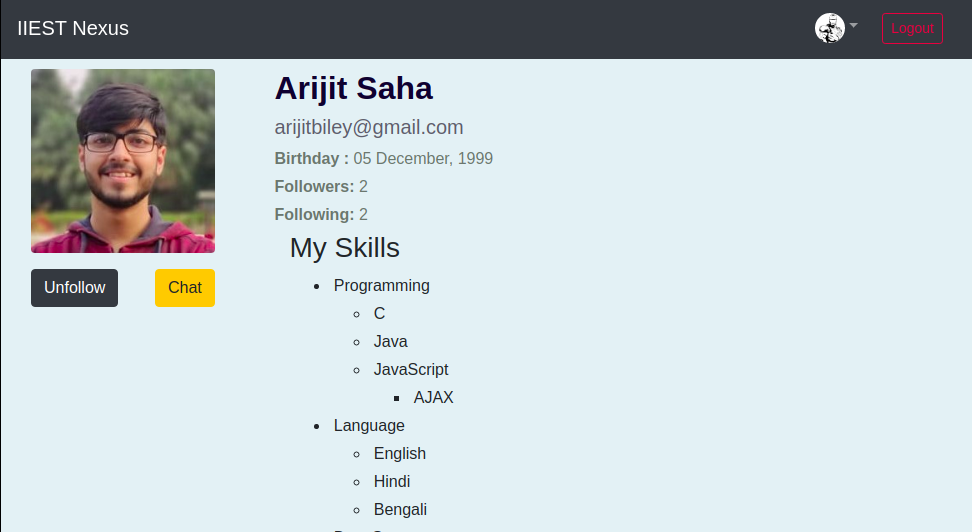 IIEST Nexus
Logout
Arijit Saha
arijitbiley@gmail.com
Birthday : 05 December, 1999
Followers: 2
Following: 2
Unfollow
Chat
My Skills
Programming
C
Java
JavaScript
AJAX
Language
English
Hindi
Bengali